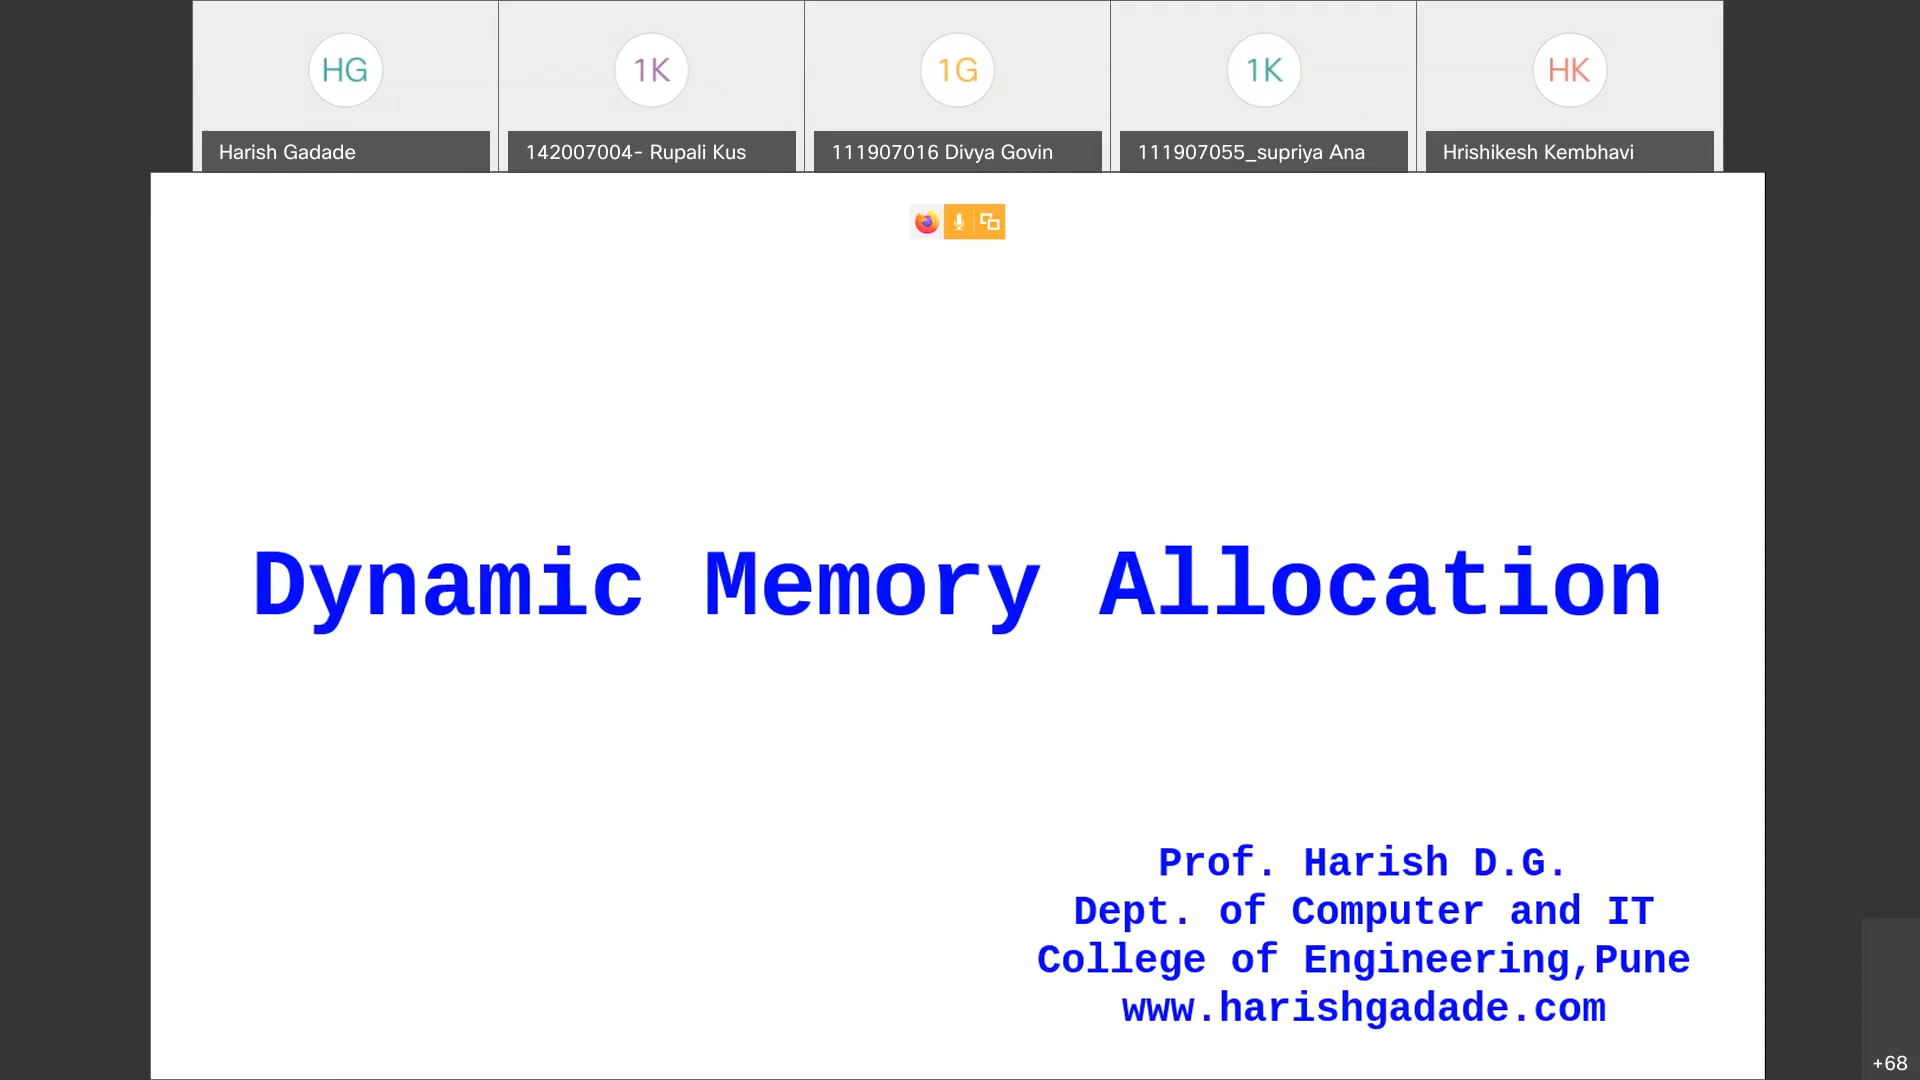 HG
1K
1G
1K
HK
Harish Gadade
142007004- Rupali Kus
111907016 Divya Govin
111907055_supriya Ana
Hrishikesh Kembhavi
Dynamic Memory Allocation
Prof. Harish D.G.
Dept. of Computer and IT
College of Engineering,Pune
www.harishgadade.com
+68